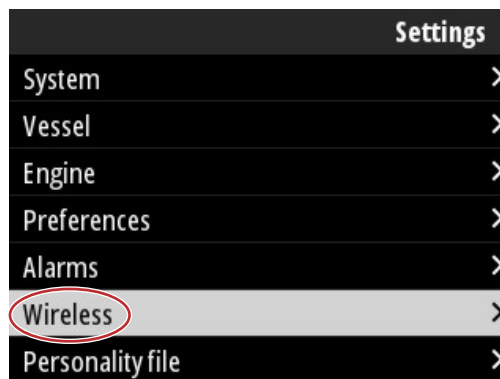 Settings
System
Vessel
Engine
Preferences
Alarms
Wireless
Personality file